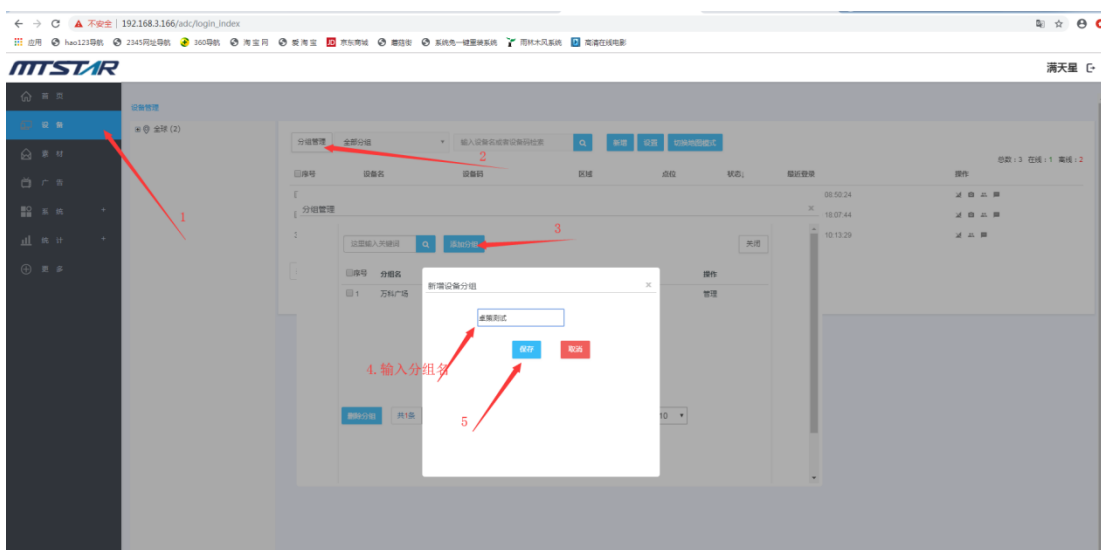 不安全 | 192.168.3.166/adc/login_index
应用 hao123导航 2345网址导航 360导航 淘宝网 爱淘宝 京东商城 蘑菇街 系统兔一键重装系统 雨林木风系统 高清在线电影
MTSTAR
满天星
首页
设备
素材
广告
系统 +
统计 +
更多
1
设备管理
全部 (2)
分组管理 全部分组 输入设备名或者设备码检索 新增 设置 切换地图模式
2
总数:3 在线:1 离线:2
序号 设备名 设备码 区域 点位 状态 最近登录 操作
08:50:24
18:07:44
10:13:29
分组管理 ×
3
这里输入关键词 添加分组 关闭
序号 分组名 操作
1 万科广场 管理
新增设备分组 ×
卓策测试
保存 取消
4.输入分组名
5
删除分组 共1条 10